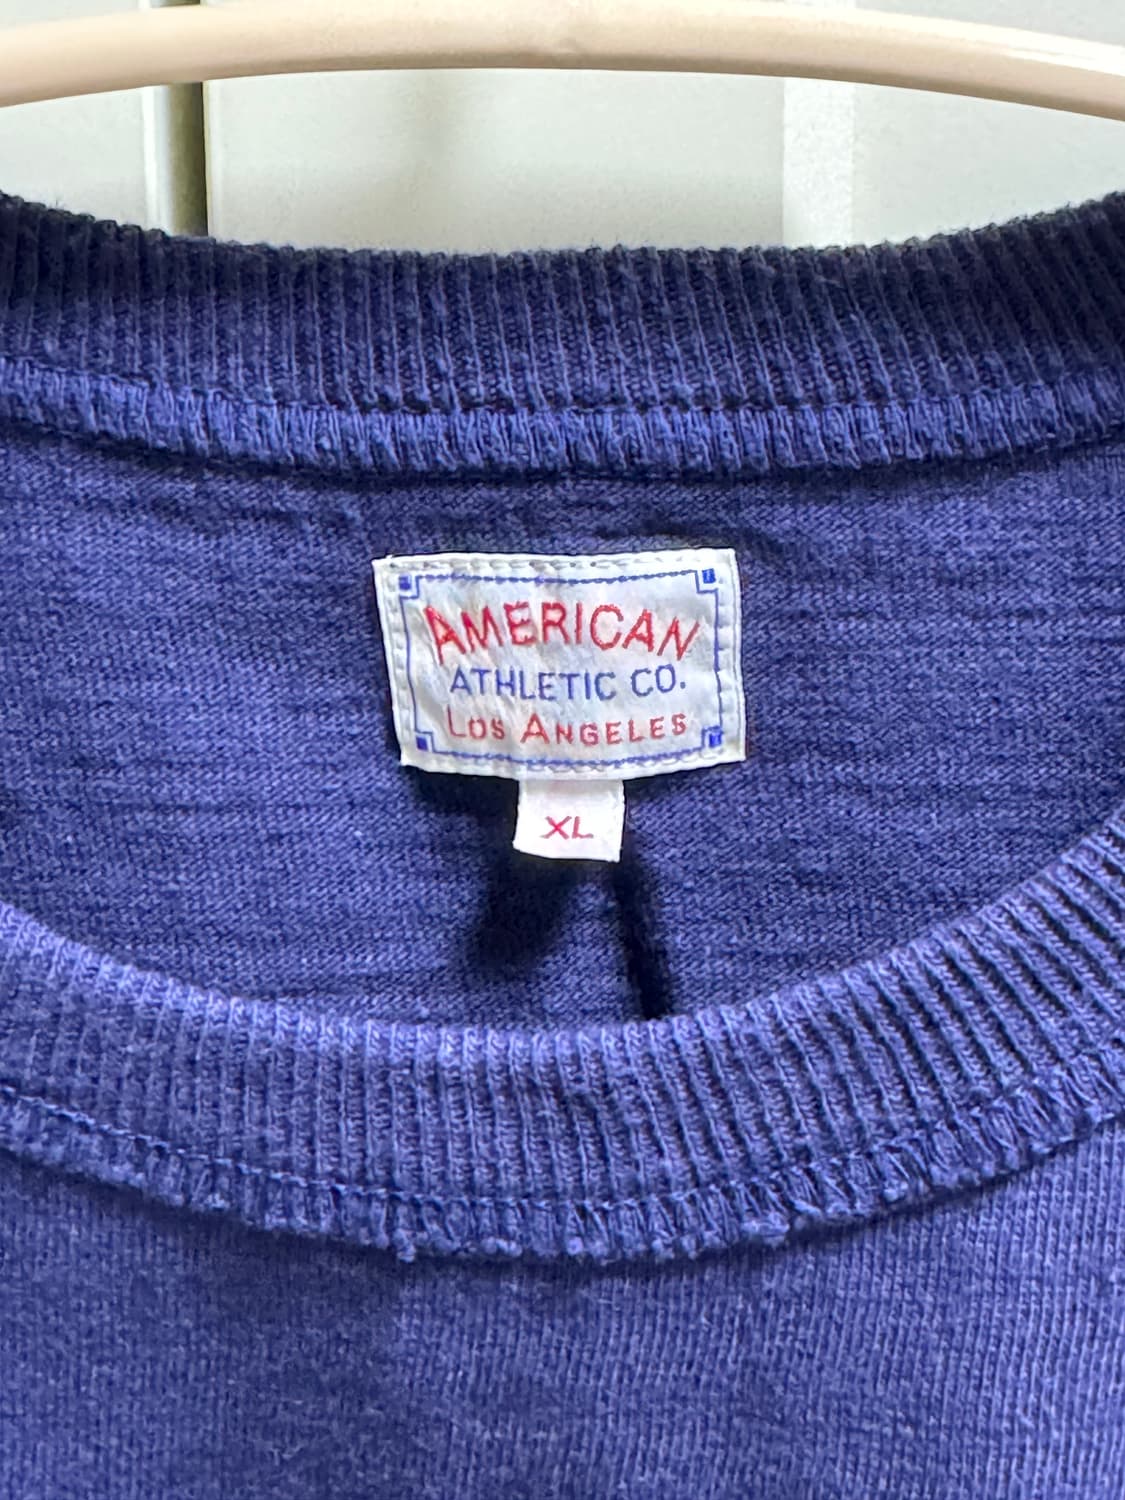 AMERICAN
ATHLETIC CO.
LOS ANGELES
XL